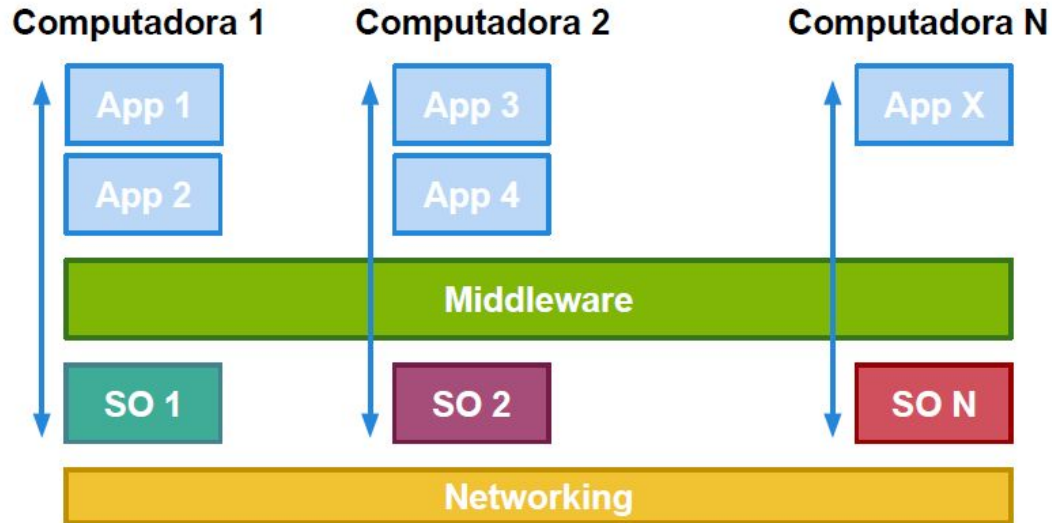 Computadora 1 Computadora 2 Computadora N
App 1 App 3 App X
App 2 App 4
Middleware
SO 1 SO 2 SO N
Networking